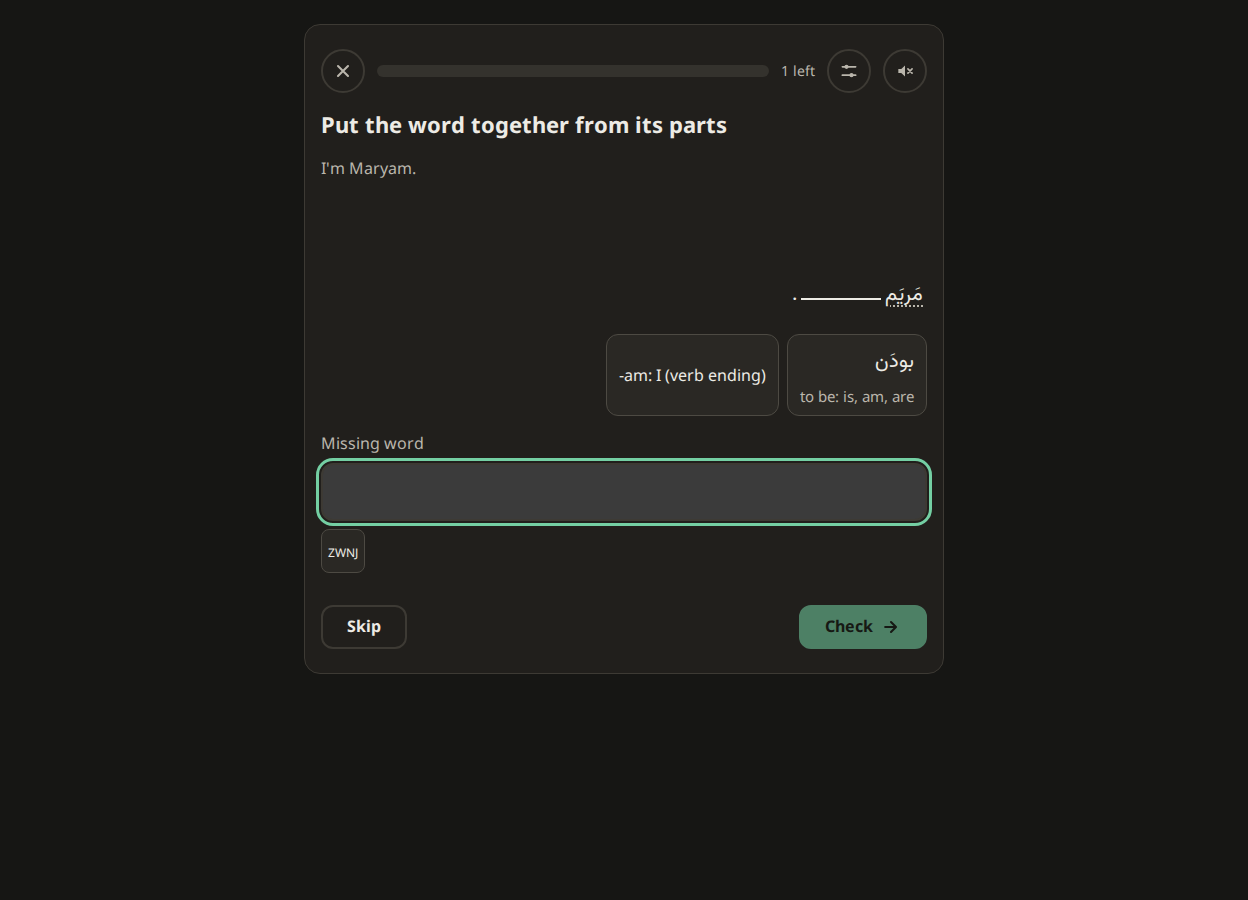 1 left
Put the word together from its parts
I'm Maryam.
مَریَم ________ .
بودَن
to be: is, am, are
-am: I (verb ending)
Missing word
ZWNJ
Skip
Check →